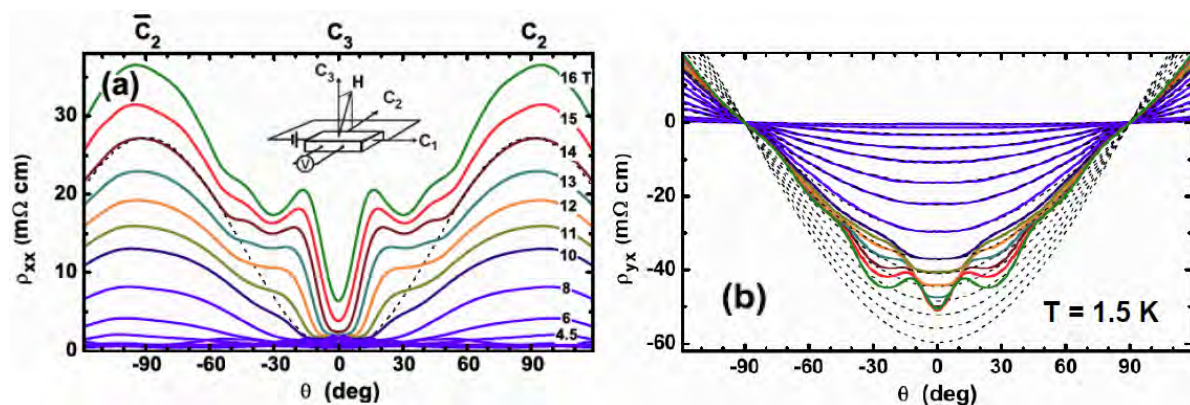 C̅₂ C₃ C₂
(a)
C₃ H
C₂
C₁
V
16 T
15
14
13
12
11
10
8
6
4.5
30
20
10
0
ρxx (mΩ cm)
-90 -60 -30 0 30 60 90
θ (deg)
(b)
T = 1.5 K
0
-20
-40
-60
ρyx (mΩ cm)
-90 -60 -30 0 30 60 90
θ (deg)